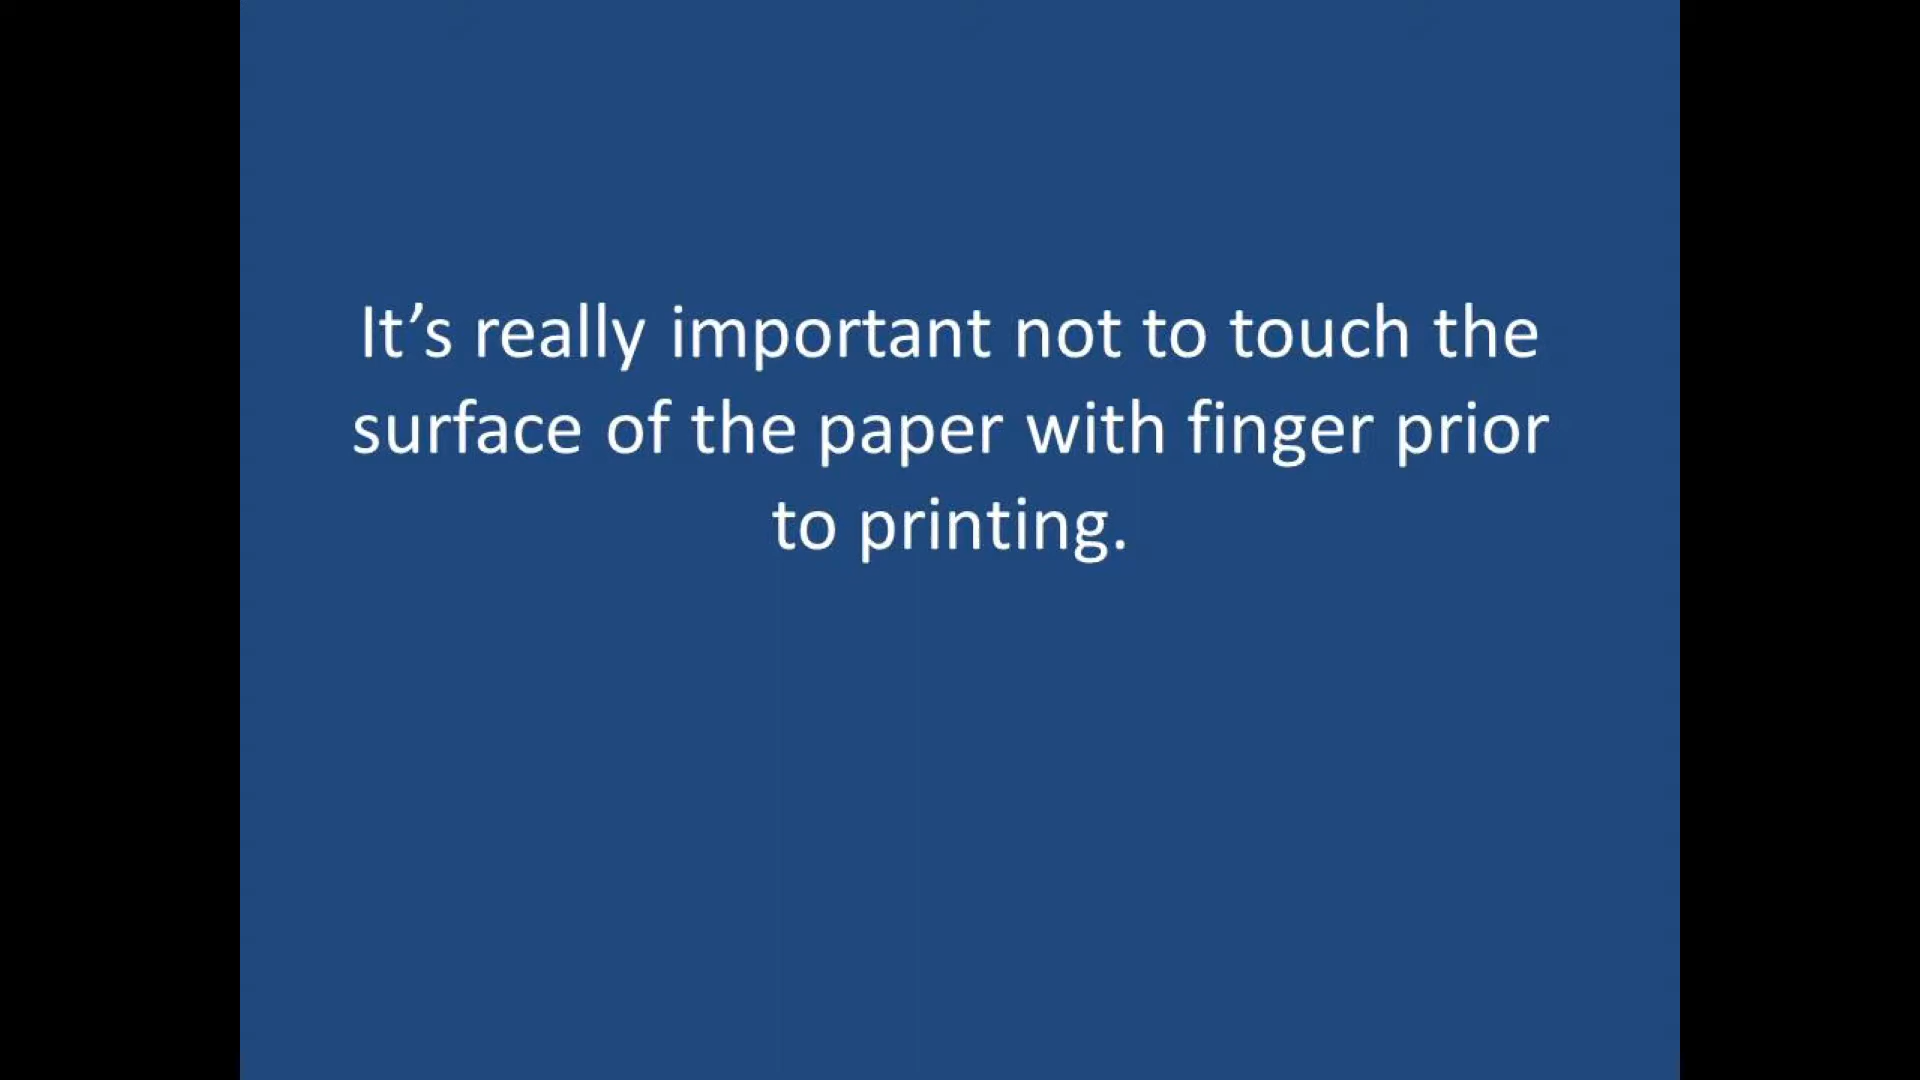 It’s really important not to touch the
surface of the paper with finger prior
to printing.